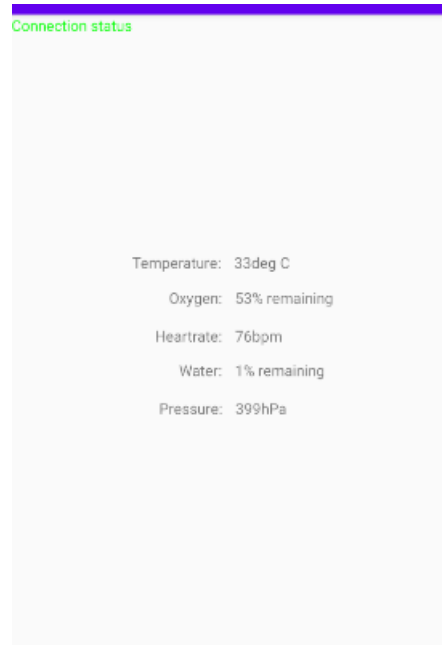 Connection status
Temperature: 33deg C
Oxygen: 53% remaining
Heartrate: 76bpm
Water: 1% remaining
Pressure: 399hPa